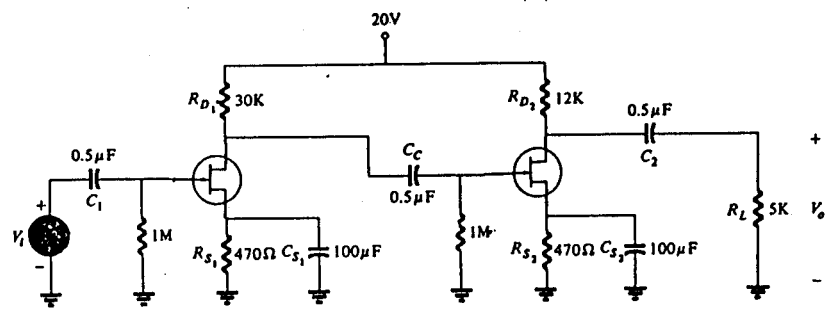 20V
R_D1 30K
R_D2 12K
0.5μF
C_2
+
0.5μF
C_1
C_C
0.5μF
+
V_i
−
1M
R_S1 470Ω C_S1 100μF
1M
R_S2 470Ω C_S2 100μF
R_L 5K
V_o
−